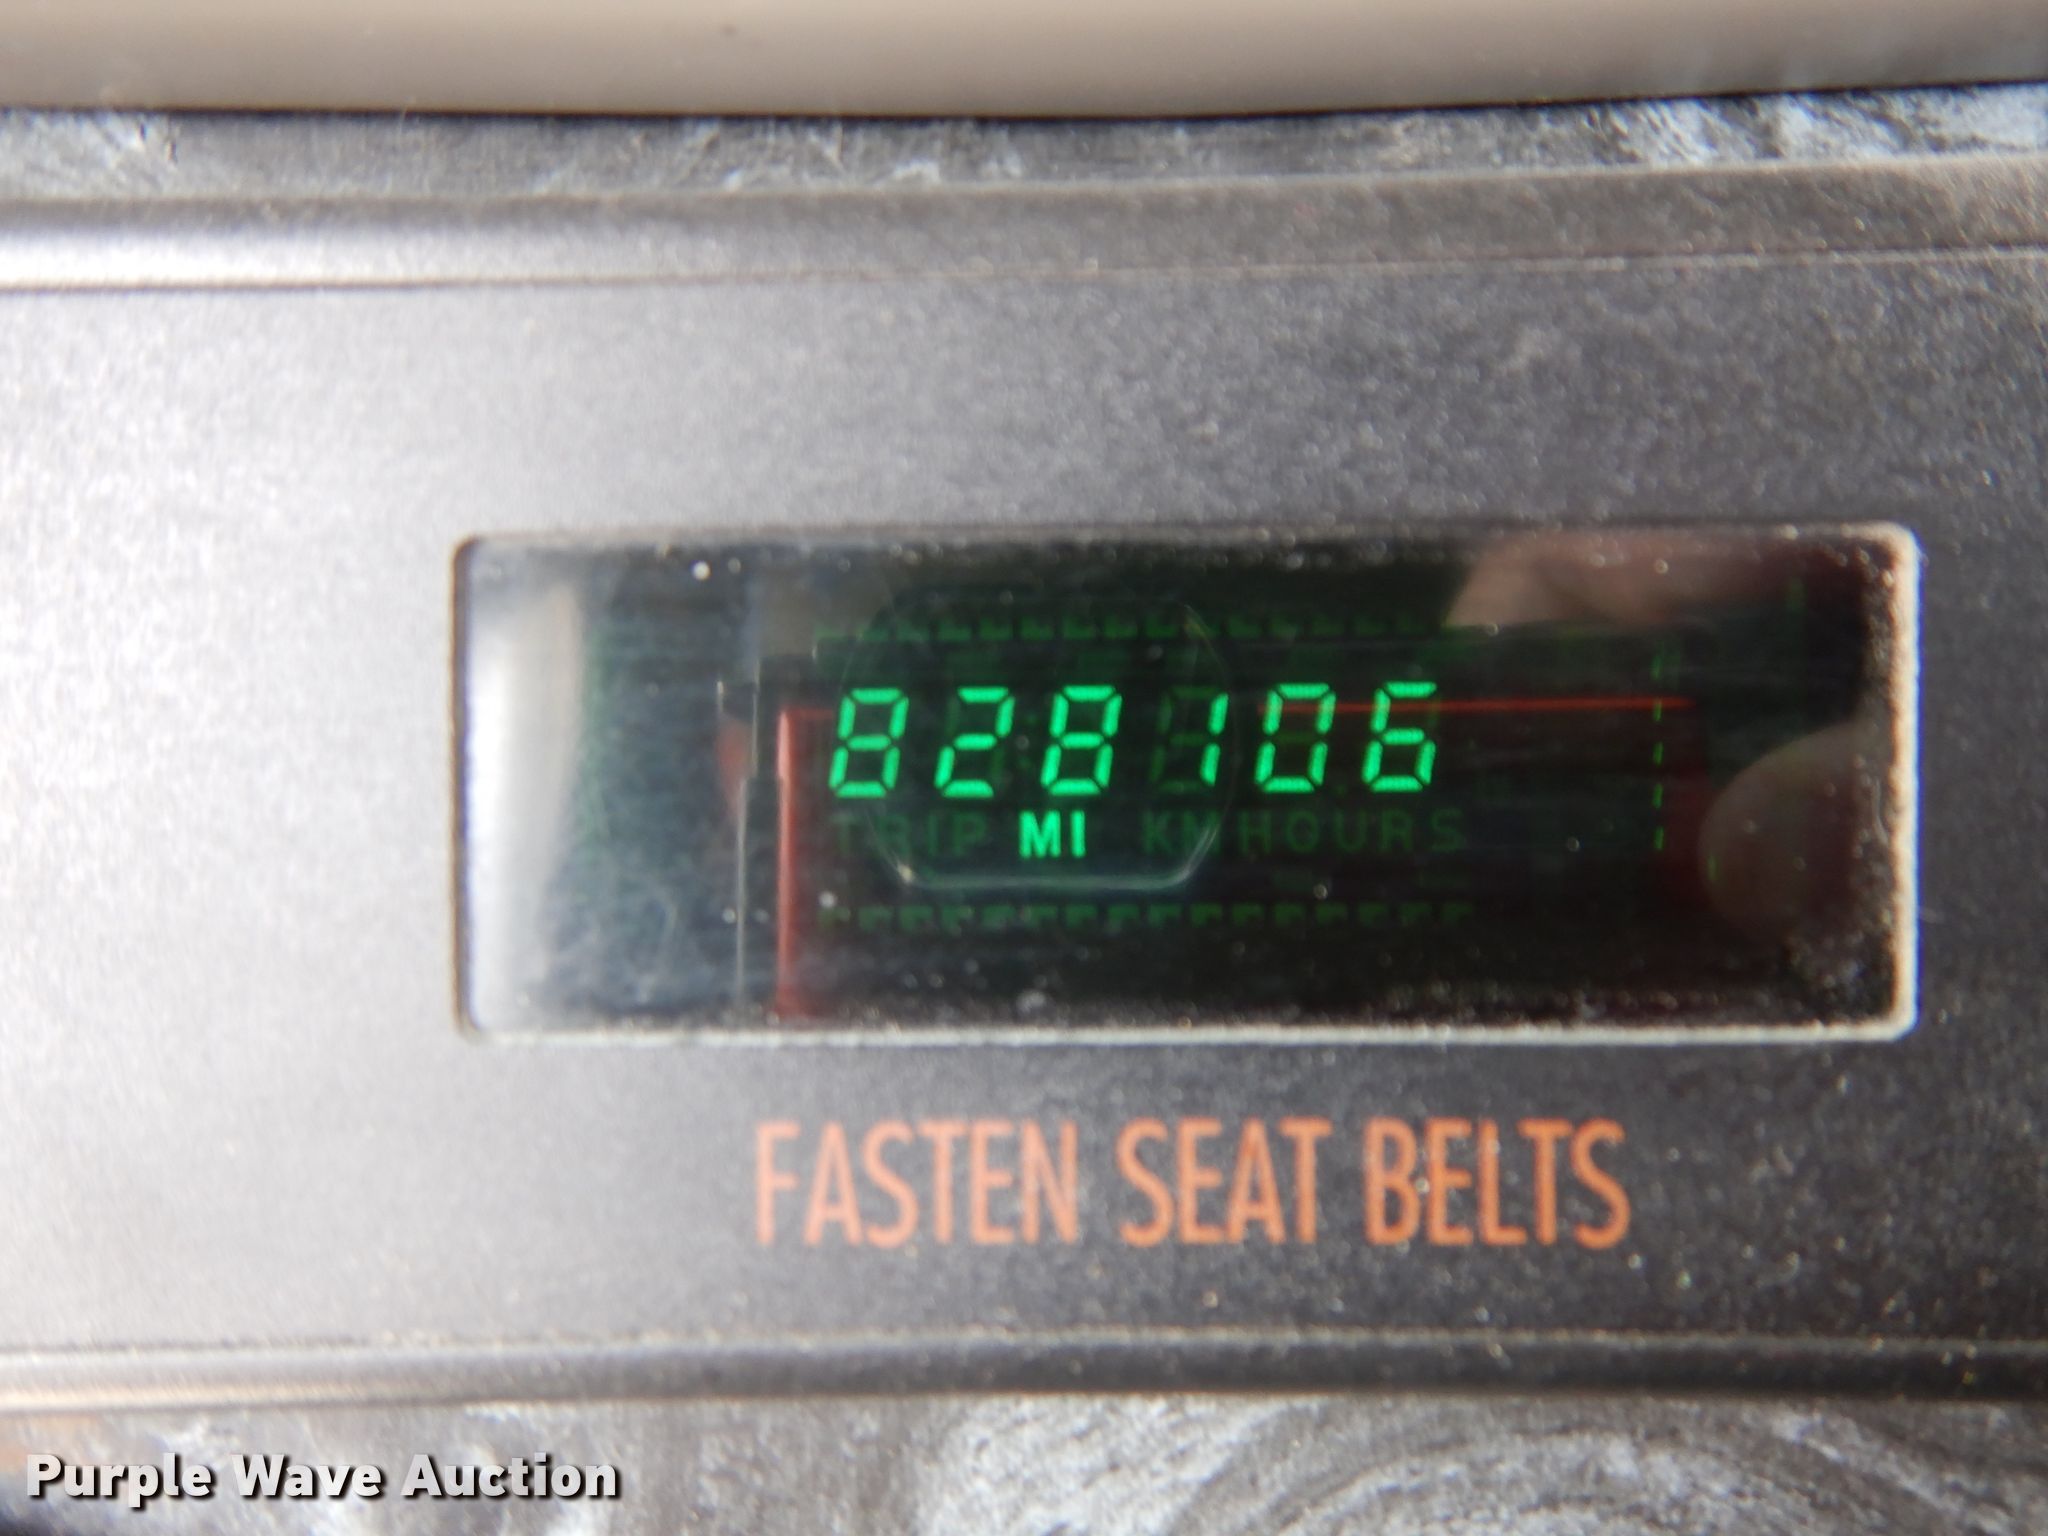 828106
TRIP MI KM HOURS
FASTEN SEAT BELTS
Purple Wave Auction